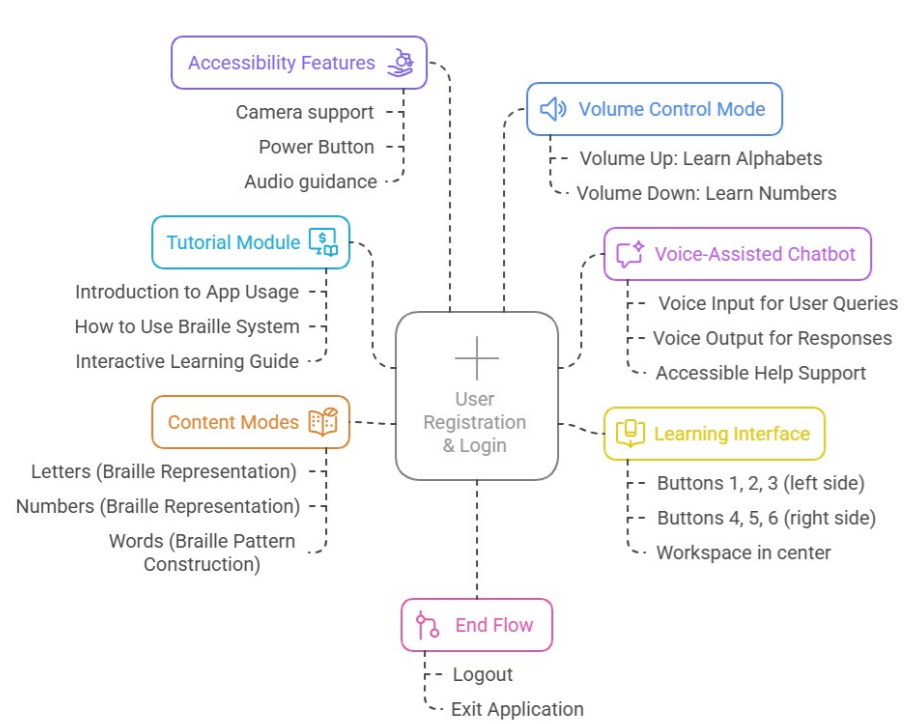 Accessibility Features
Camera support
Power Button
Audio guidance
Volume Control Mode
Volume Up: Learn Alphabets
Volume Down: Learn Numbers
Tutorial Module
Introduction to App Usage
How to Use Braille System
Interactive Learning Guide
Voice-Assisted Chatbot
Voice Input for User Queries
Voice Output for Responses
Accessible Help Support
User
Registration
& Login
Content Modes
Letters (Braille Representation)
Numbers (Braille Representation)
Words (Braille Pattern
Construction)
Learning Interface
Buttons 1, 2, 3 (left side)
Buttons 4, 5, 6 (right side)
Workspace in center
End Flow
Logout
Exit Application